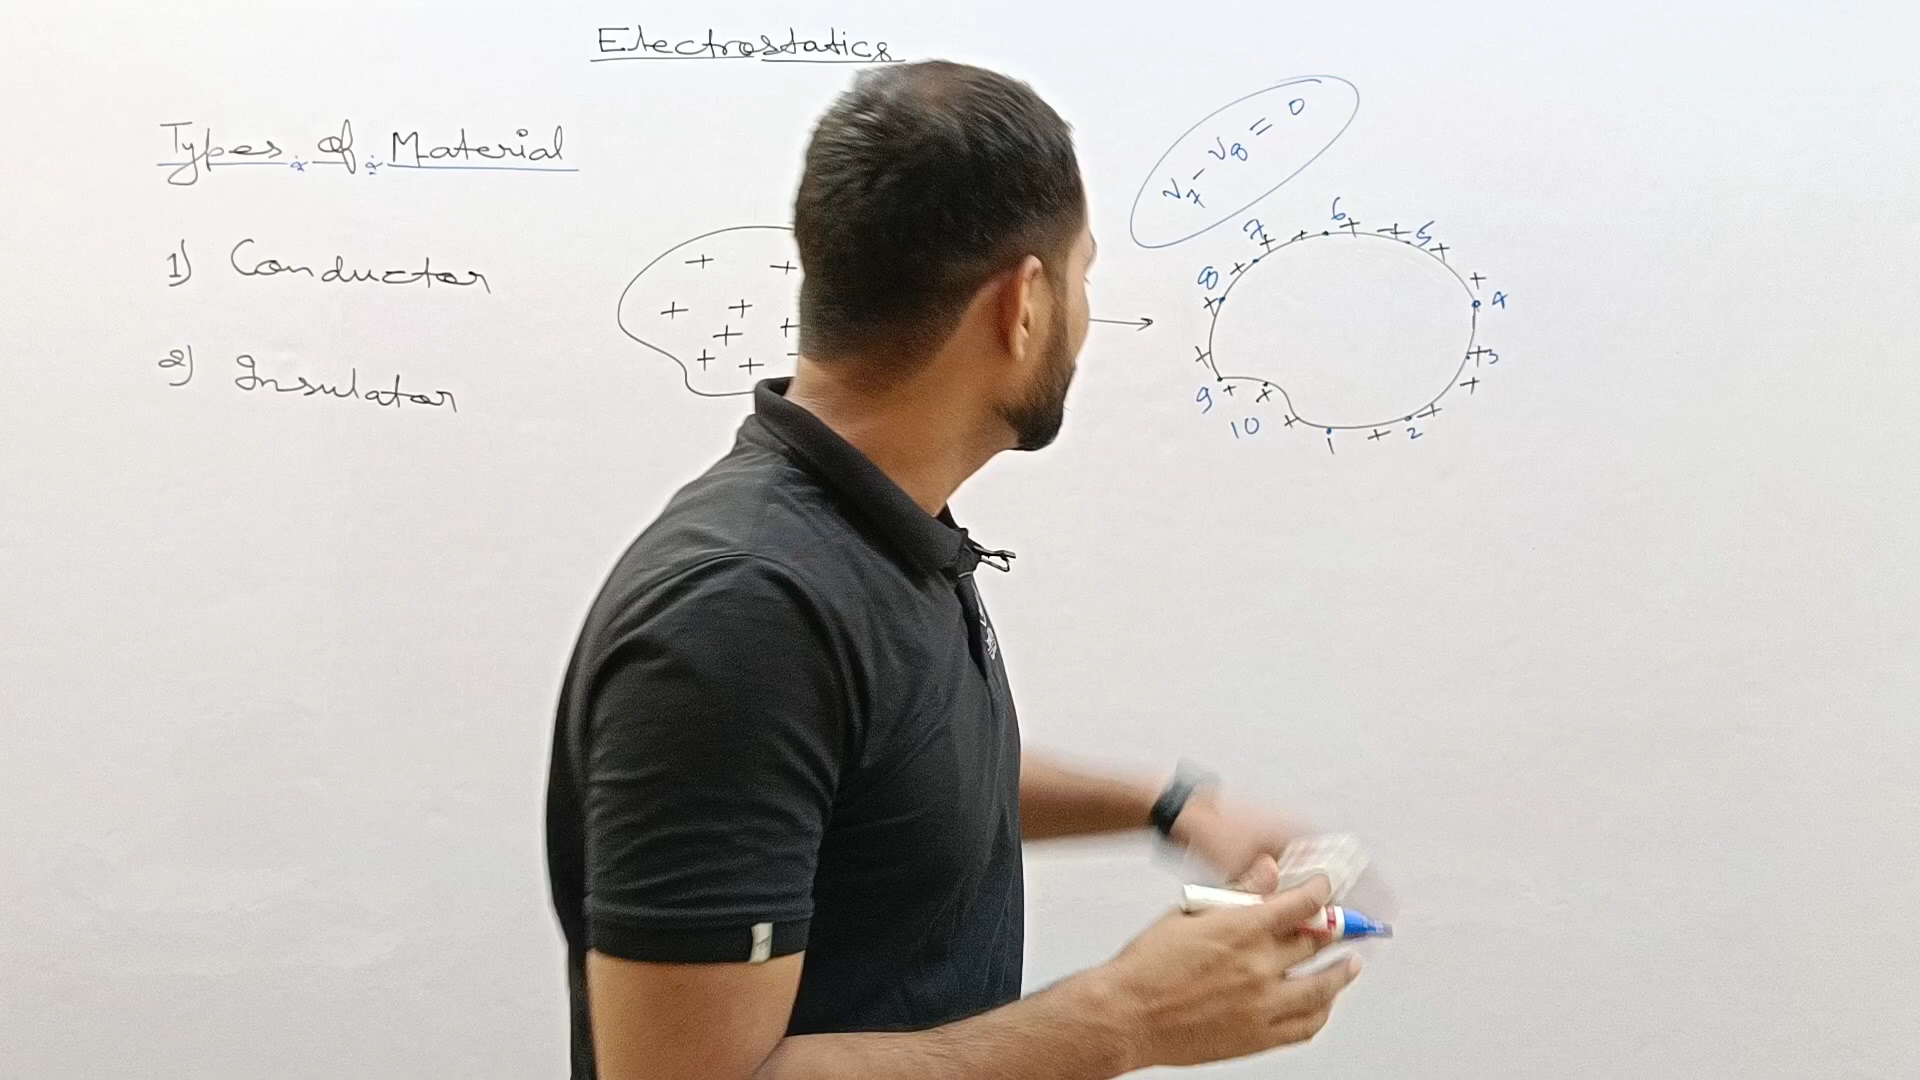 Electrostatics
Types of Material
1) Conductor
2) Insulator
V7 - V8 = 0
6
7
5
8
4
3
9
10
1
2